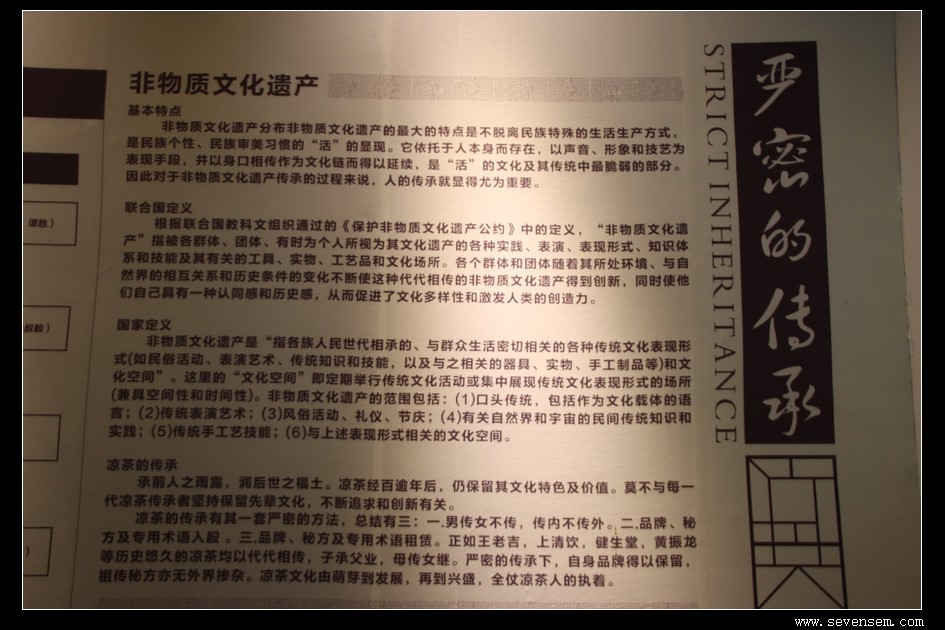 非物质文化遗产
基本特点
非物质文化遗产分布非物质文化遗产的最大的特点是不脱离民族特殊的生活生产方式，
是民族个性、民族审美习惯的“活”的显现。它依托于人本身而存在，以声音、形象和技艺为
表现手段，并以身口相传作为文化链而得以延续，是“活”的文化及其传统中最脆弱的部分。
因此对于非物质文化遗产传承的过程来说，人的传承就显得尤为重要。
联合国定义
根据联合国教科文组织通过的《保护非物质文化遗产公约》中的定义，“非物质文化遗
产”指被各群体、团体、有时为个人所视为其文化遗产的各种实践、表演、表现形式、知识体
系和技能及其有关的工具、实物、工艺品和文化场所。各个群体和团体随着其所处环境、与自
然界的相互关系和历史条件的变化不断使这种代代相传的非物质文化遗产得到创新，同时使他
们自己具有一种认同感和历史感，从而促进了文化多样性和激发人类的创造力。
国家定义
非物质文化遗产是“指各族人民世代相承的、与群众生活密切相关的各种传统文化表现形
式(如民俗活动、表演艺术、传统知识和技能，以及与之相关的器具、实物、手工制品等)和文
化空间”。这里的“文化空间”即定期举行传统文化活动或集中展现传统文化表现形式的场所
(兼具空间性和时间性)。非物质文化遗产的范围包括：(1)口头传统，包括作为文化载体的语
言；(2)传统表演艺术；(3)风俗活动、礼仪、节庆；(4)有关自然界和宇宙的民间传统知识和
实践；(5)传统手工艺技能；(6)与上述表现形式相关的文化空间。
凉茶的传承
承前人之雨露，润后世之福土。凉茶经百逾年后，仍保留其文化特色及价值。莫不与每一
代凉茶传承者坚持保留先辈文化，不断追求和创新有关。
凉茶的传承有其一套严密的方法，总结有三：一.男传女不传，传内不传外。二.品牌、秘
方及专用术语入股。三.品牌、秘方及专用术语租赁。正如王老吉，上清饮，健生堂，黄振龙
等历史悠久的凉茶均以代代相传，子承父业，母传女继。严密的传承下，自身品牌得以保留，
祖传秘方亦无外界掺杂。凉茶文化由萌芽到发展，再到兴盛，全仗凉茶人的执着。
STRICT INHERITANCE
严密的传承
www.sevensem.com